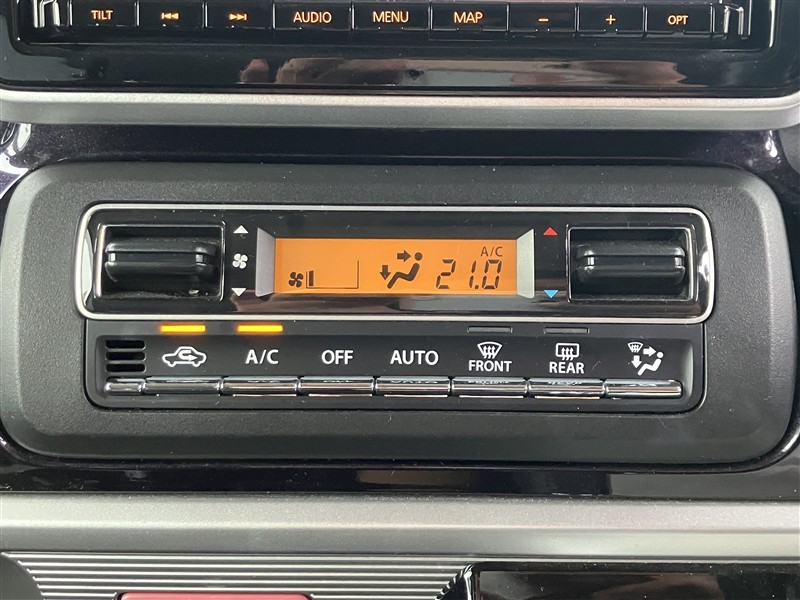 TILT AUDIO MENU MAP − + OPT
A/C
21.0
A/C OFF AUTO FRONT REAR